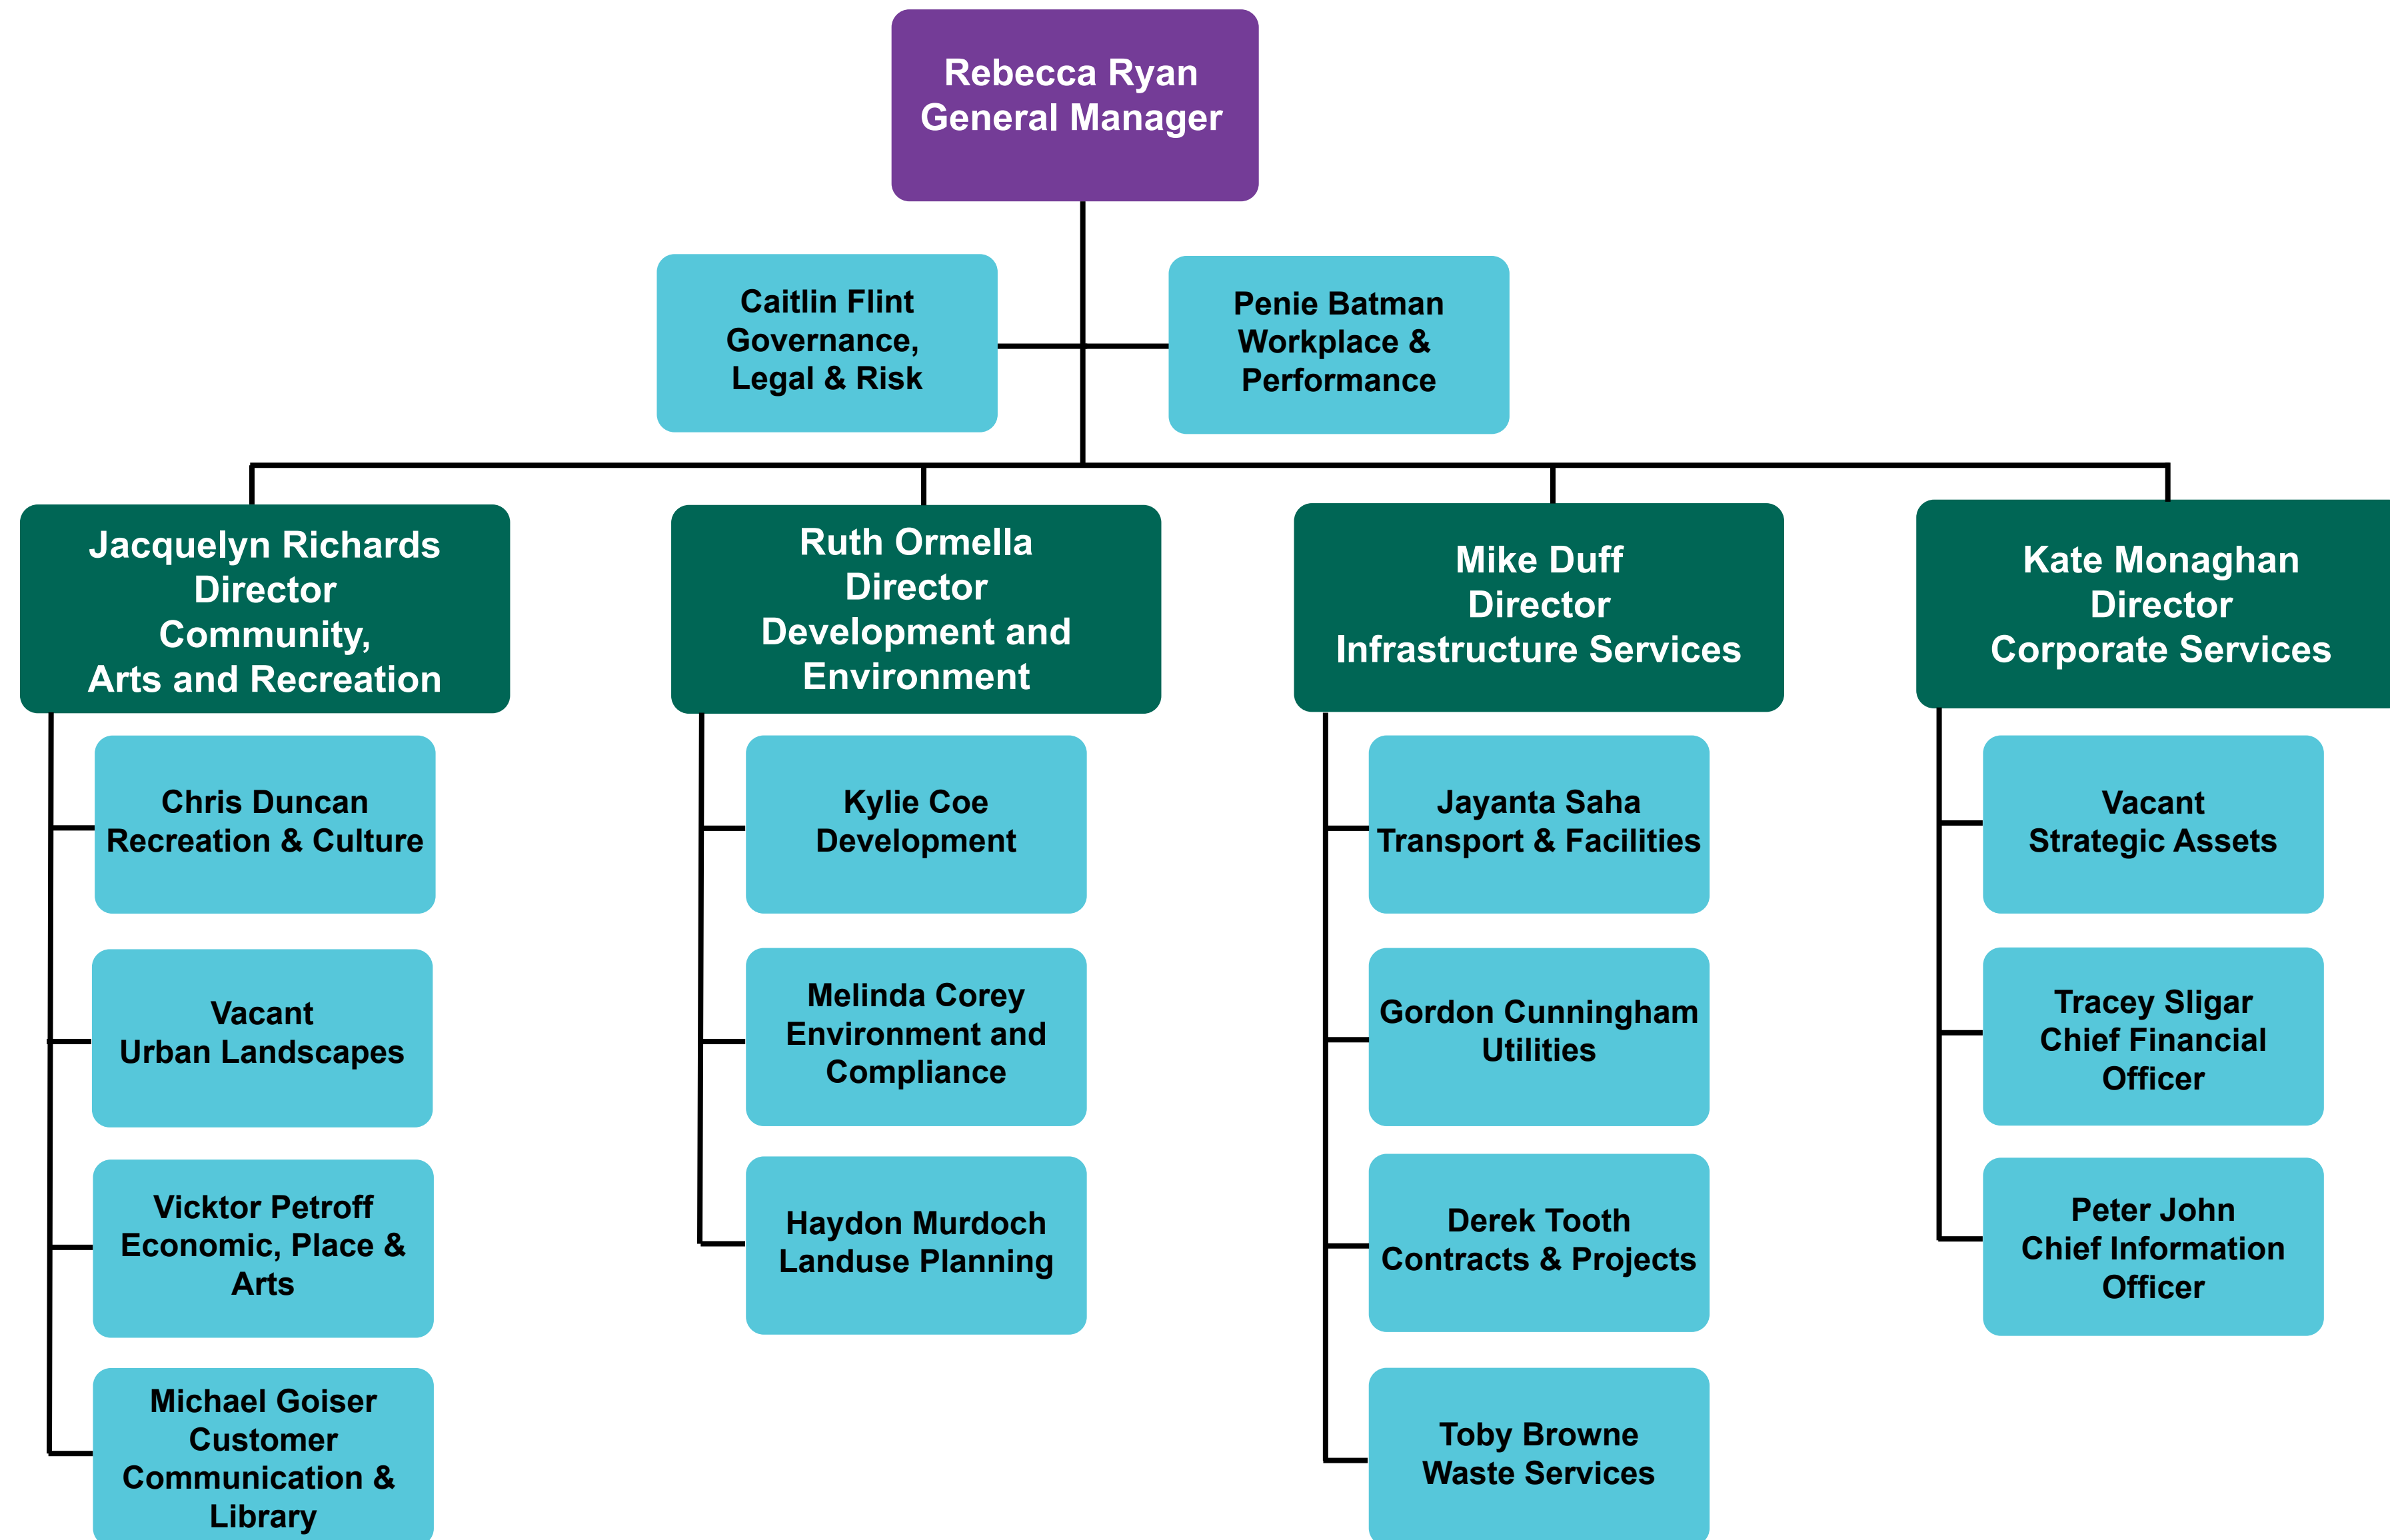 Rebecca Ryan
General Manager
Caitlin Flint
Governance,
Legal & Risk
Penie Batman
Workplace &
Performance
Jacquelyn Richards
Director
Community,
Arts and Recreation
Ruth Ormella
Director
Development and
Environment
Mike Duff
Director
Infrastructure Services
Kate Monaghan
Director
Corporate Services
Chris Duncan
Recreation & Culture
Vacant
Urban Landscapes
Vicktor Petroff
Economic, Place &
Arts
Michael Goiser
Customer
Communication &
Library
Kylie Coe
Development
Melinda Corey
Environment and
Compliance
Haydon Murdoch
Landuse Planning
Jayanta Saha
Transport & Facilities
Gordon Cunningham
Utilities
Derek Tooth
Contracts & Projects
Toby Browne
Waste Services
Vacant
Strategic Assets
Tracey Sligar
Chief Financial
Officer
Peter John
Chief Information
Officer